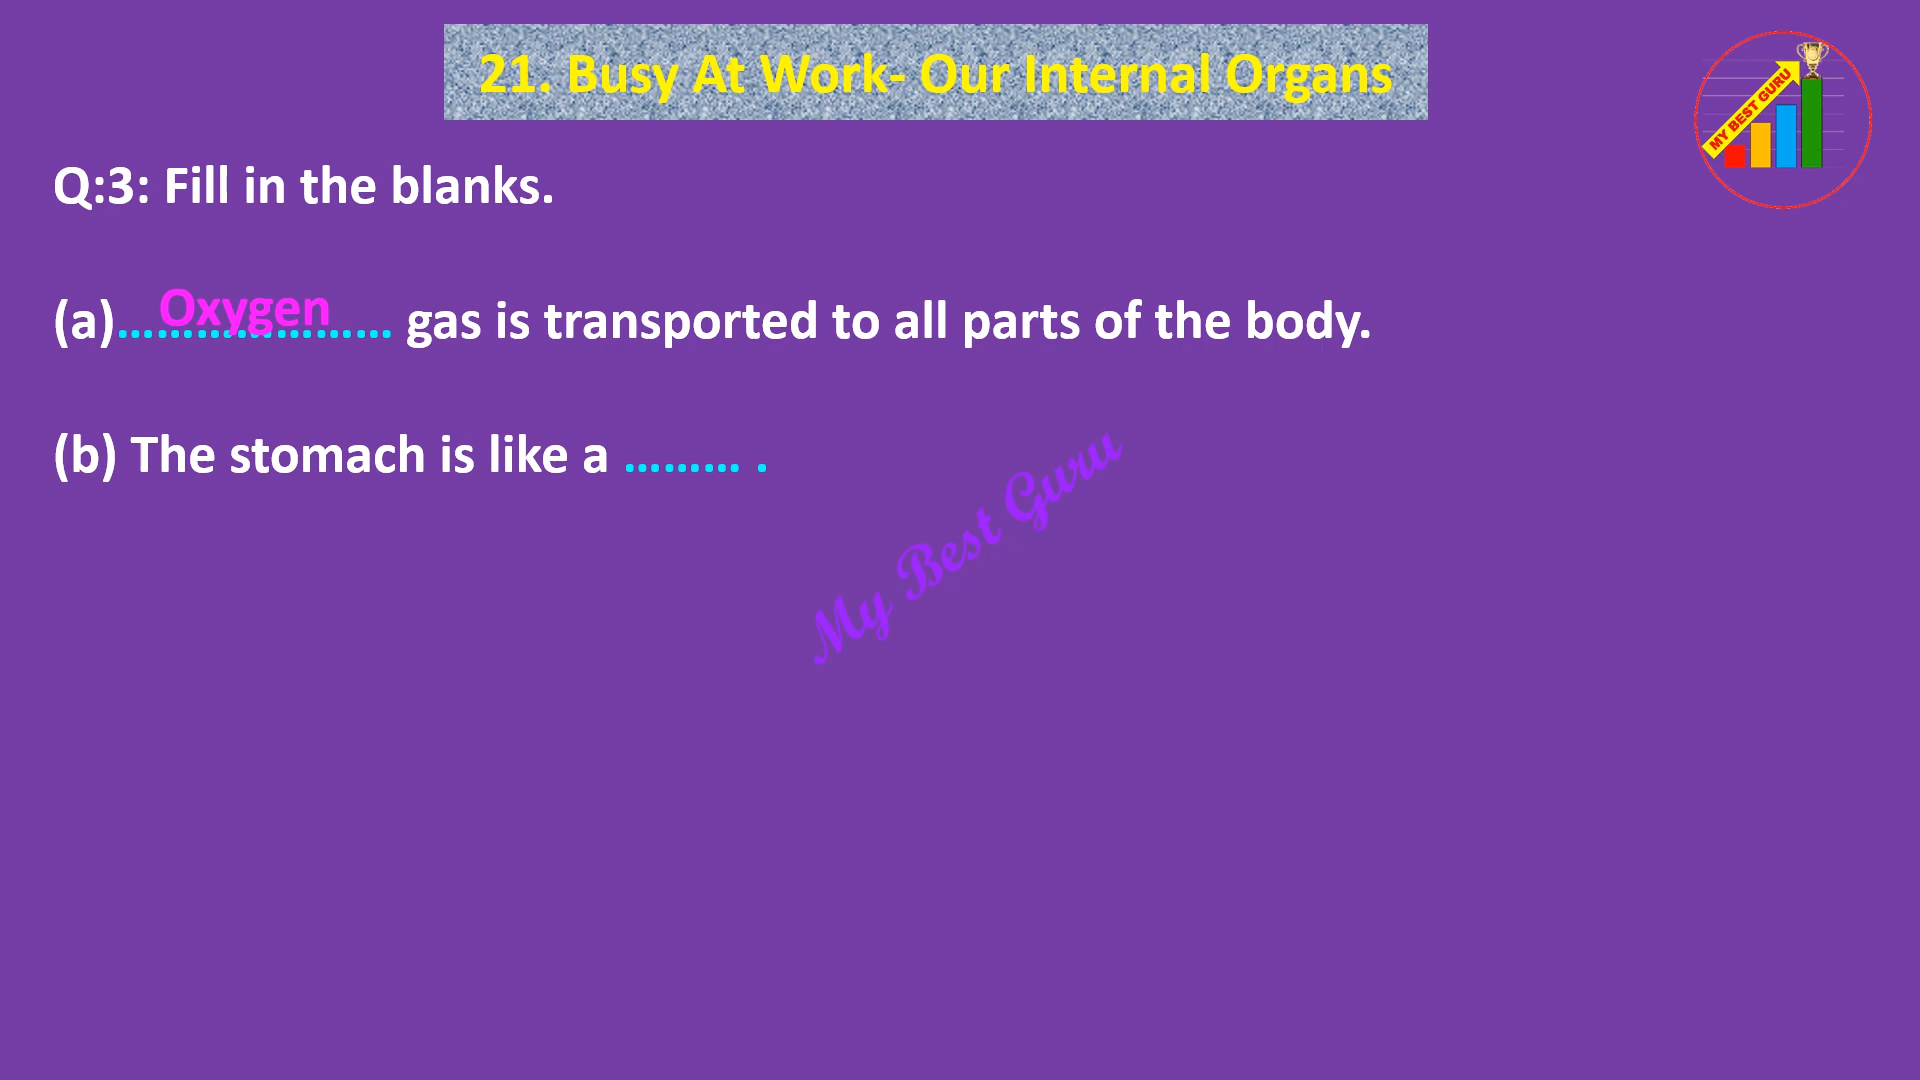 21. Busy At Work- Our Internal Organs
MY BEST GURU
Q:3: Fill in the blanks.
(a)..................... Oxygen gas is transported to all parts of the body.
(b) The stomach is like a ......... .
My Best Guru